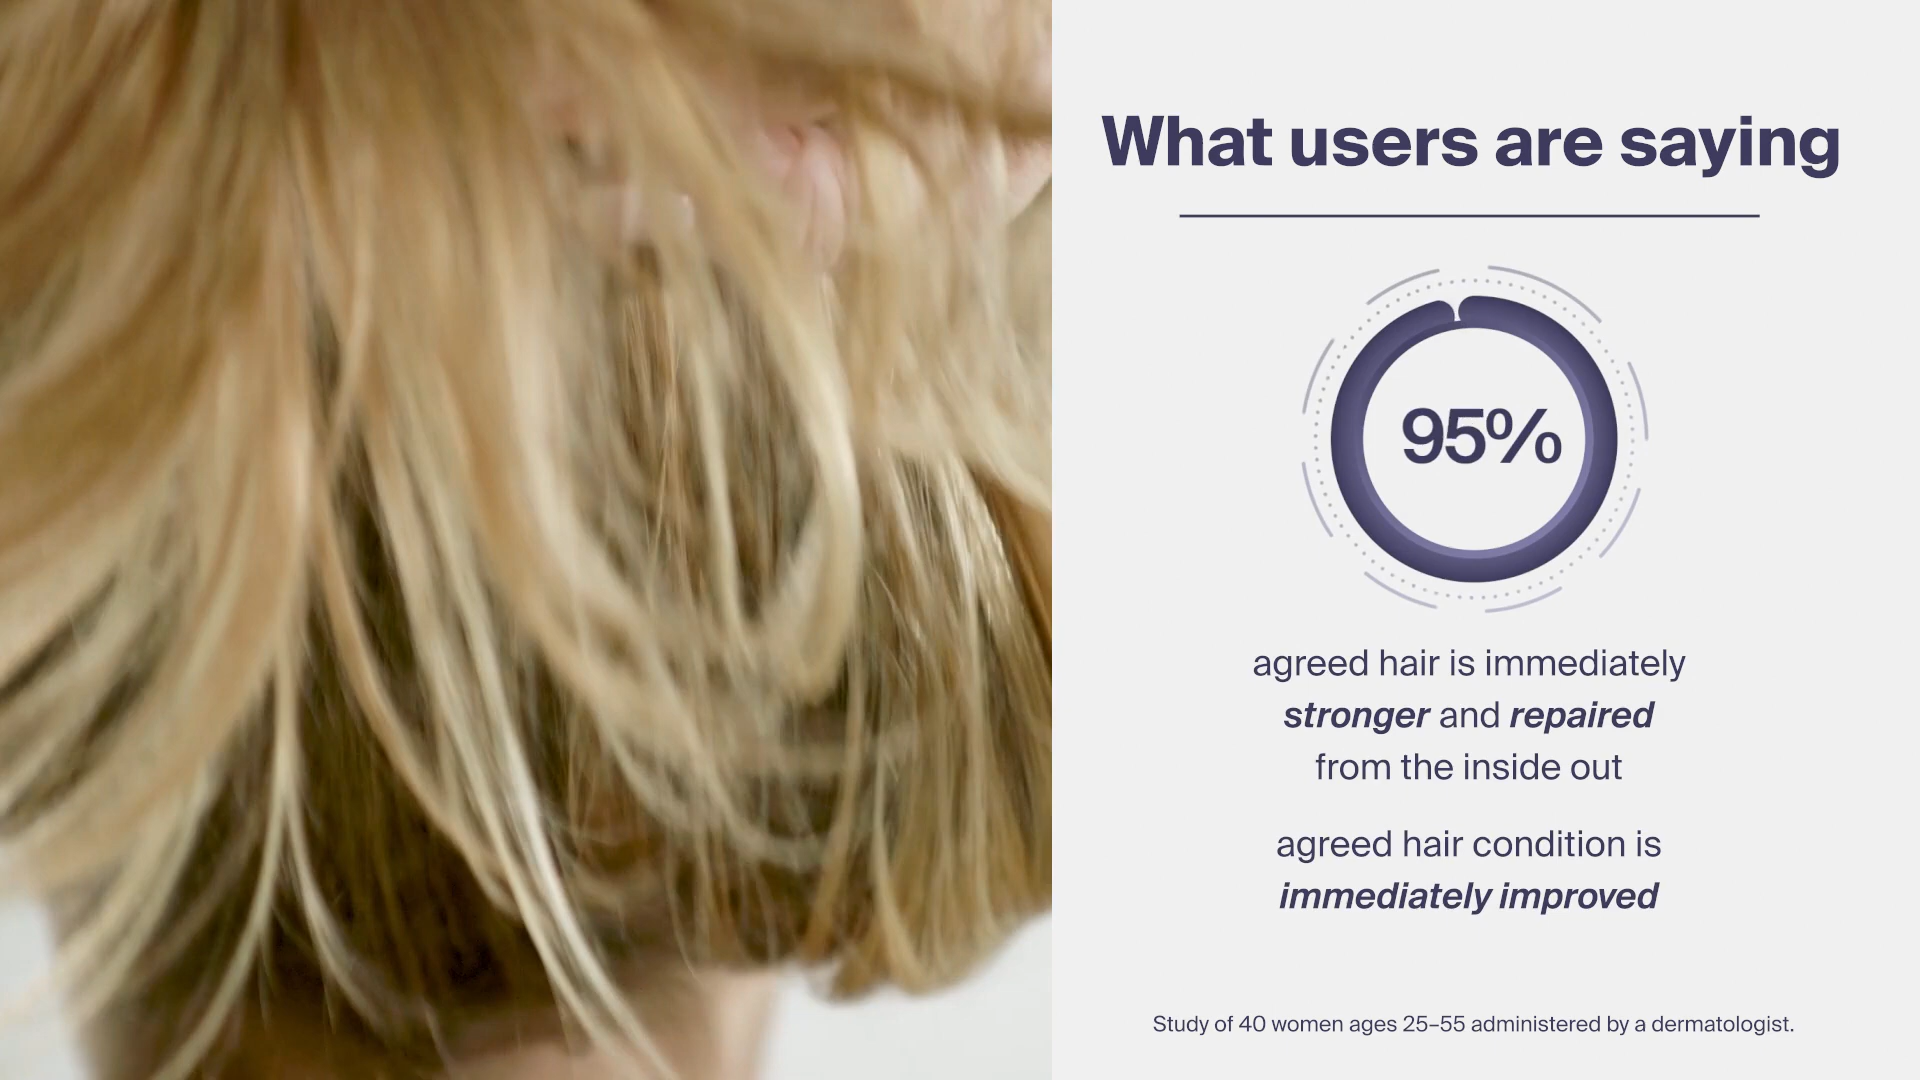 What users are saying
95%
agreed hair is immediately
stronger and repaired
from the inside out
agreed hair condition is
immediately improved
Study of 40 women ages 25–55 administered by a dermatologist.